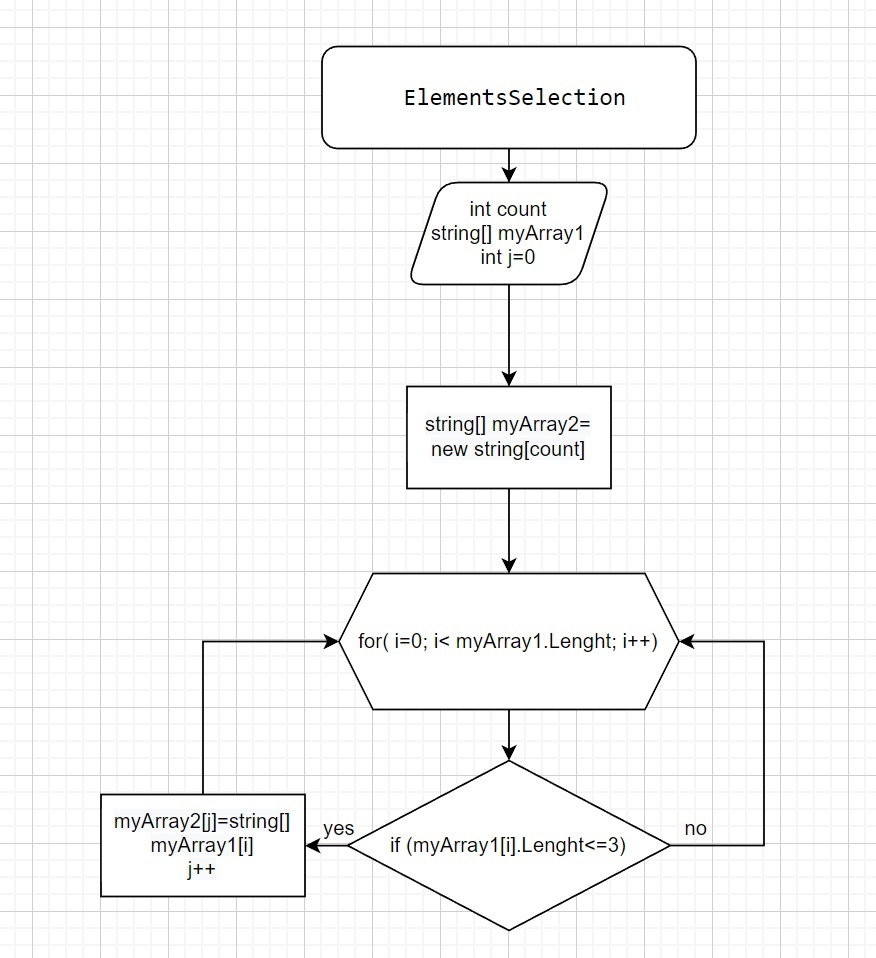 ElementsSelection
int count
string[] myArray1
int j=0
string[] myArray2=
new string[count]
for( i=0; i< myArray1.Lenght; i++)
if (myArray1[i].Lenght<=3)
yes
no
myArray2[j]=string[]
myArray1[i]
j++